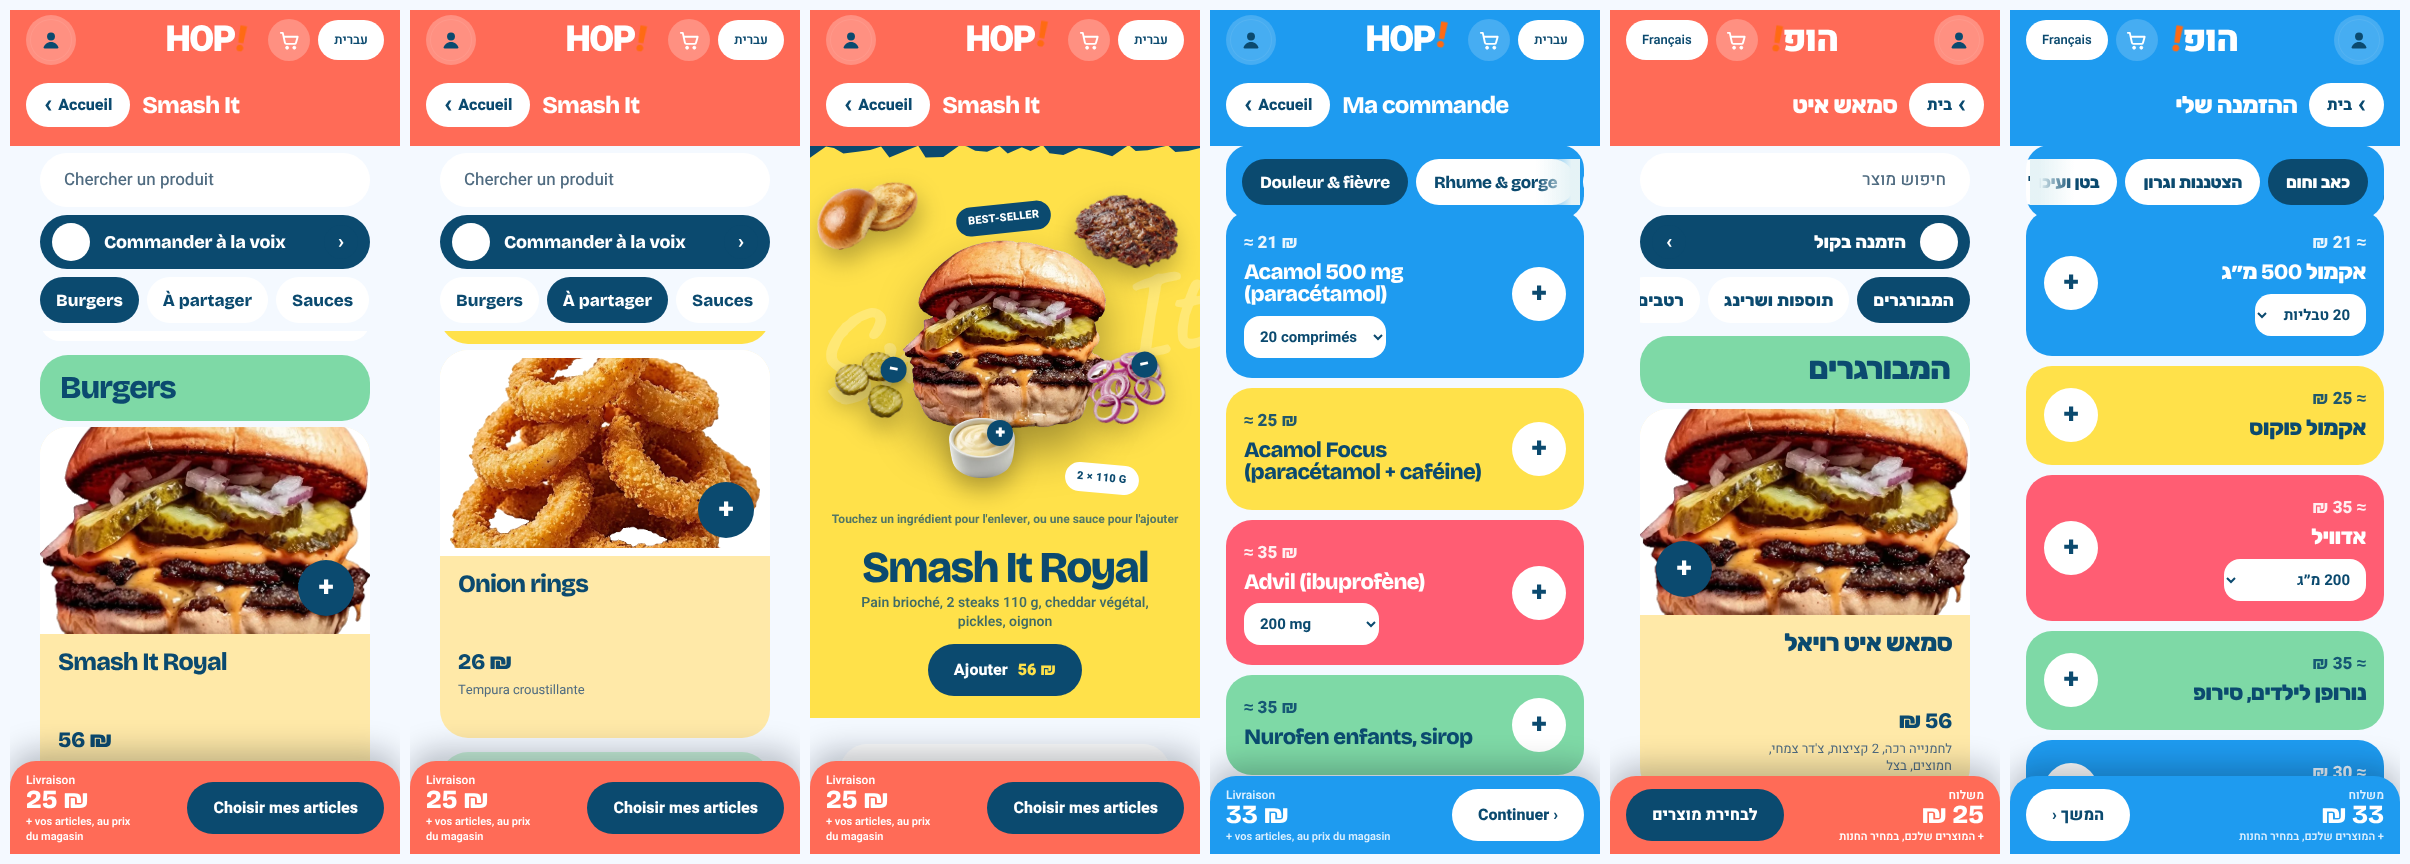 HOP!
עברית
‹ Accueil
Smash It
Chercher un produit
Commander à la voix ›
Burgers
À partager
Sauces
Burgers
Smash It Royal
56 ₪
Livraison
25 ₪
+ vos articles, au prix
du magasin
Choisir mes articles
HOP!
עברית
‹ Accueil
Smash It
Chercher un produit
Commander à la voix ›
Burgers
À partager
Sauces
Onion rings
26 ₪
Tempura croustillante
Livraison
25 ₪
+ vos articles, au prix
du magasin
Choisir mes articles
HOP!
עברית
‹ Accueil
Smash It
BEST-SELLER
It
2 × 110 G
Touchez un ingrédient pour l'enlever, ou une sauce pour l'ajouter
Smash It Royal
Pain brioché, 2 steaks 110 g, cheddar végétal,
pickles, oignon
Ajouter 56 ₪
Livraison
25 ₪
+ vos articles, au prix
du magasin
Choisir mes articles
HOP!
עברית
‹ Accueil
Ma commande
Douleur & fièvre
Rhume & gorge
≈ 21 ₪
Acamol 500 mg
(paracétamol)
20 comprimés
≈ 25 ₪
Acamol Focus
(paracétamol + caféine)
≈ 35 ₪
Advil (ibuprofène)
200 mg
≈ 35 ₪
Nurofen enfants, sirop
Livraison
33 ₪
+ vos articles, au prix du magasin
Continuer ›
Français
הופ!
‹ בית
סמאש איט
חיפוש מוצר
הזמנה בקול ›
המבורגרים
תוספות ושרינג
רטבים
המבורגרים
סמאש איט רויאל
56 ₪
לחמנייה רכה, 2 קציצות, צ'דר צמחי,
חמוצים, בצל
משלוח
25 ₪
+ המוצרים שלכם, במחיר החנות
לבחירת מוצרים
Français
הופ!
‹ בית
ההזמנה שלי
כאב וחום
הצטננות וגרון
בטן ועיכול
≈ 21 ₪
אקמול 500 מ״ג
20 טבליות
≈ 25 ₪
אקמול פוקוס
≈ 35 ₪
אדוויל
200 מ״ג
≈ 35 ₪
נורופן לילדים, סירופ
≈ 30 ₪
משלוח
33 ₪
+ המוצרים שלכם, במחיר החנות
המשך ›